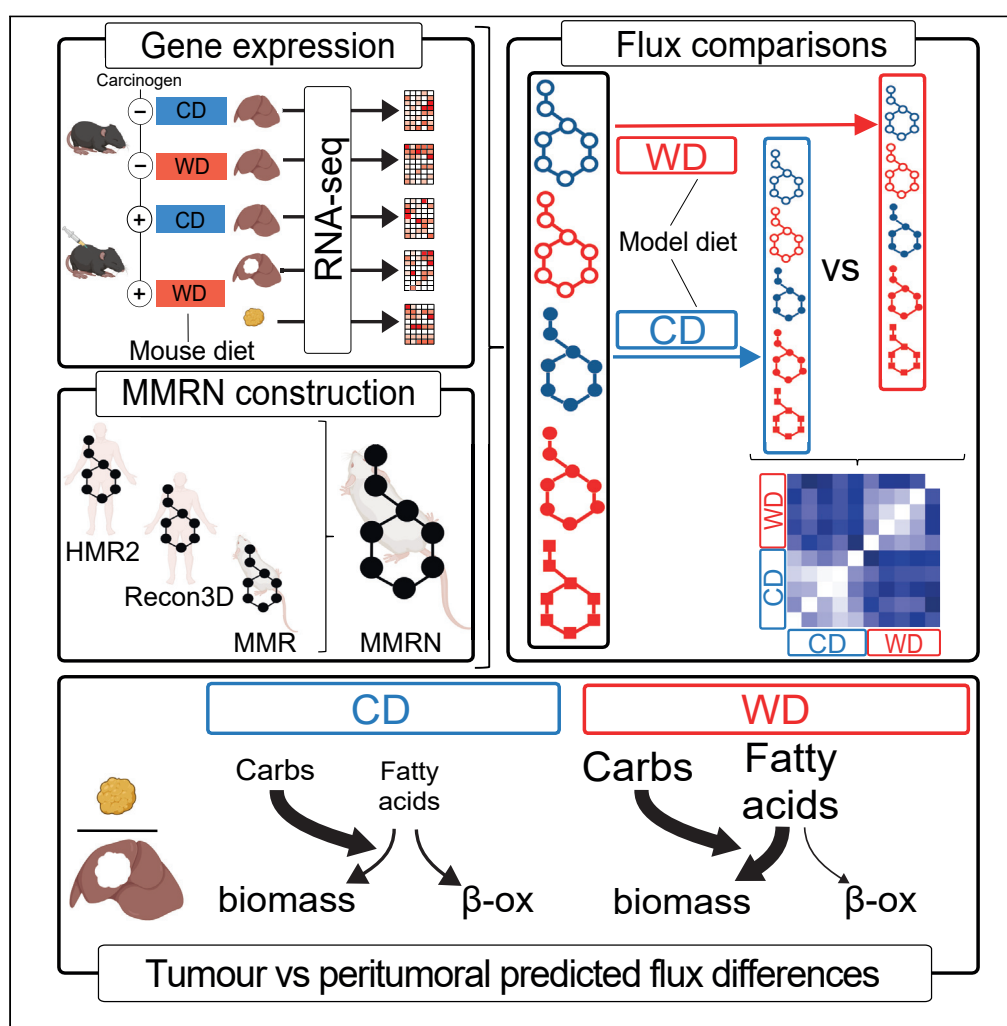 Gene expression
Carcinogen
− CD
− WD
+ CD
+ WD
RNA-seq
Mouse diet
MMRN construction
HMR2
Recon3D
MMR
MMRN
Flux comparisons
WD
Model diet
CD
vs
WD
CD
CD WD
CD
WD
Carbs
Fatty
acids
biomass
β-ox
Carbs
Fatty
acids
biomass
β-ox
Tumour vs peritumoral predicted flux differences